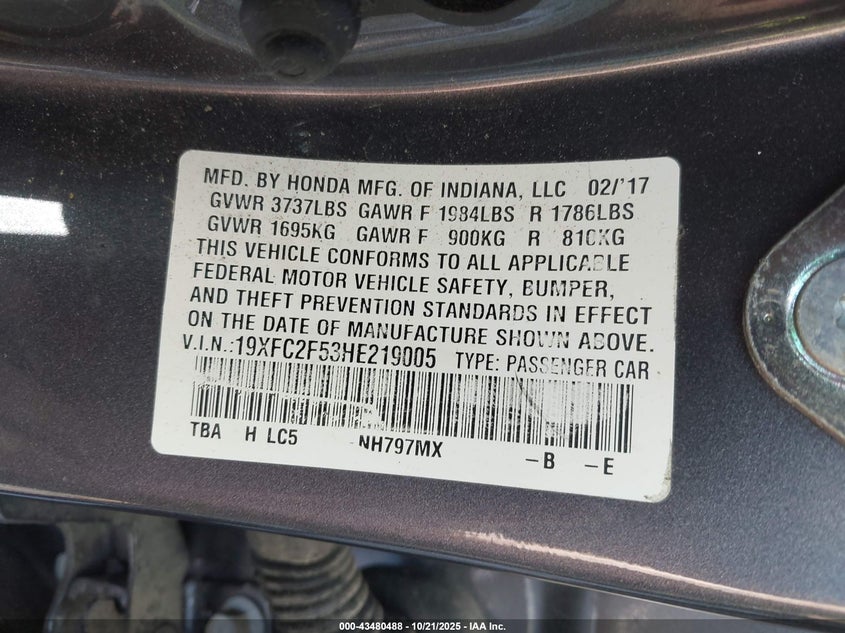 MFD. BY HONDA MFG. OF INDIANA, LLC 02/'17
GVWR 3737LBS GAWR F 1984LBS R 1786LBS
GVWR 1695KG GAWR F 900KG R 810KG
THIS VEHICLE CONFORMS TO ALL APPLICABLE
FEDERAL MOTOR VEHICLE SAFETY, BUMPER,
AND THEFT PREVENTION STANDARDS IN EFFECT
ON THE DATE OF MANUFACTURE SHOWN ABOVE.
V.I.N.:19XFC2F53HE219005 TYPE: PASSENGER CAR
TBA H LC5 NH797MX -B -E
000-43480488 - 10/21/2025 - IAA Inc.